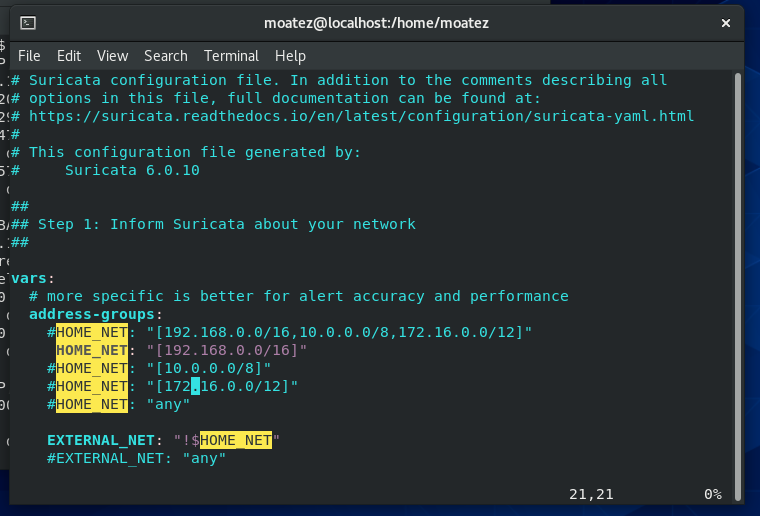 moatez@localhost:/home/moatez
File Edit View Search Terminal Help
# Suricata configuration file. In addition to the comments describing all
# options in this file, full documentation can be found at:
# https://suricata.readthedocs.io/en/latest/configuration/suricata-yaml.html
#
# This configuration file generated by:
#     Suricata 6.0.10
##
## Step 1: Inform Suricata about your network
##
vars:
  # more specific is better for alert accuracy and performance
  address-groups:
    #HOME_NET: "[192.168.0.0/16,10.0.0.0/8,172.16.0.0/12]"
     HOME_NET: "[192.168.0.0/16]"
    #HOME_NET: "[10.0.0.0/8]"
    #HOME_NET: "[172.16.0.0/12]"
    #HOME_NET: "any"
    EXTERNAL_NET: "!$HOME_NET"
    #EXTERNAL_NET: "any"
21,21 0%